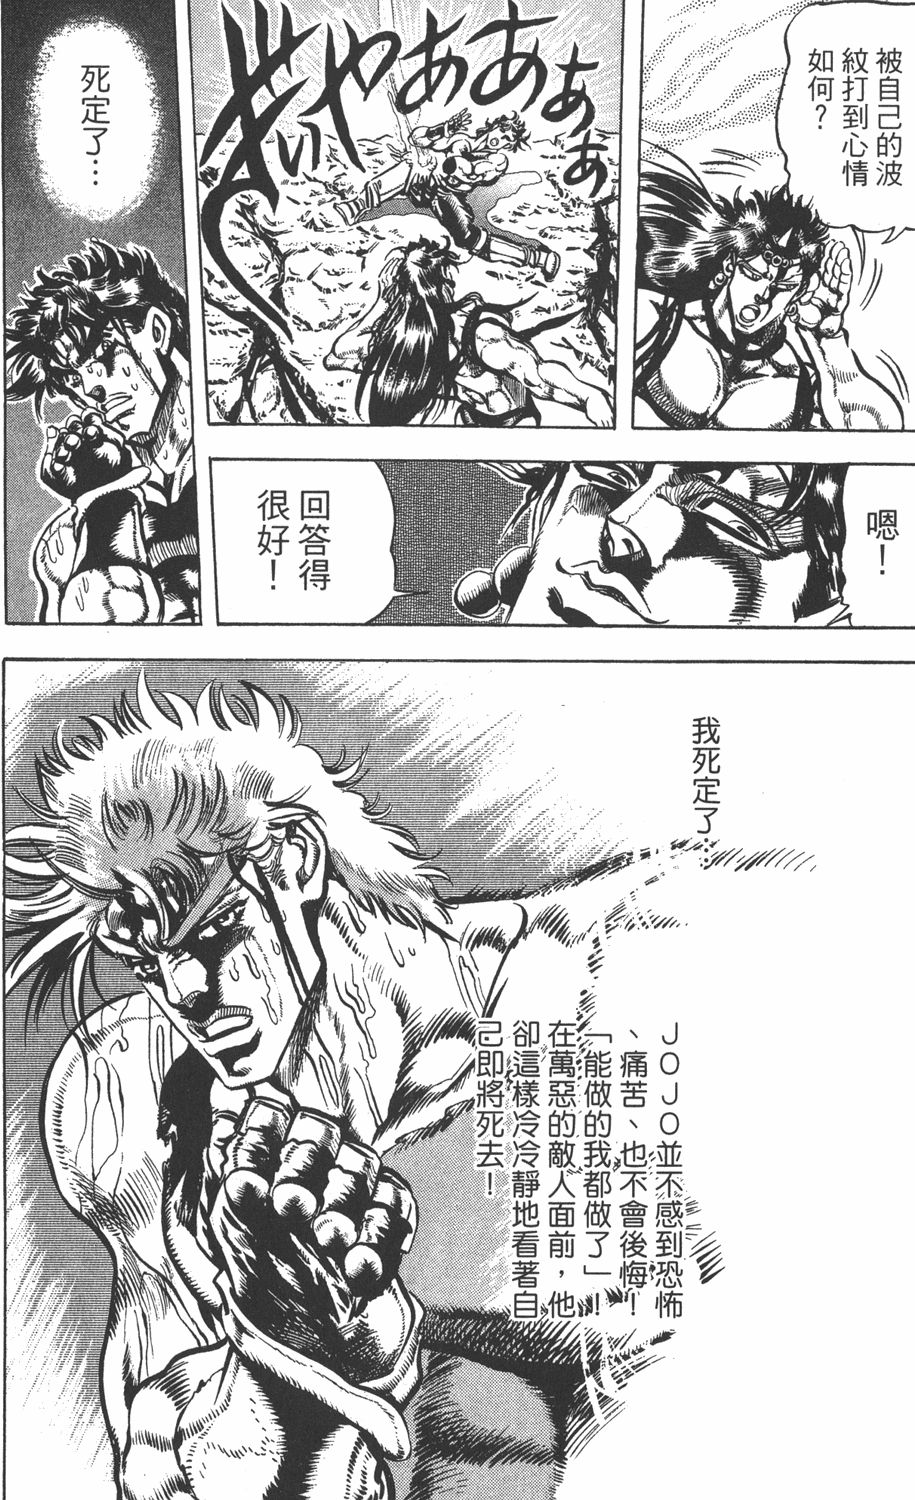 被自己的波
紋打到心情
如何?
ああああ
やい
死定了…
嗯!
回答得
很好!
我死定了…
JOJO並不感到恐怖
、痛苦、也不會後悔!
「能做的我都做了」!
在萬惡的敵人面前,他
卻這樣冷冷靜地看著自
己即將死去!